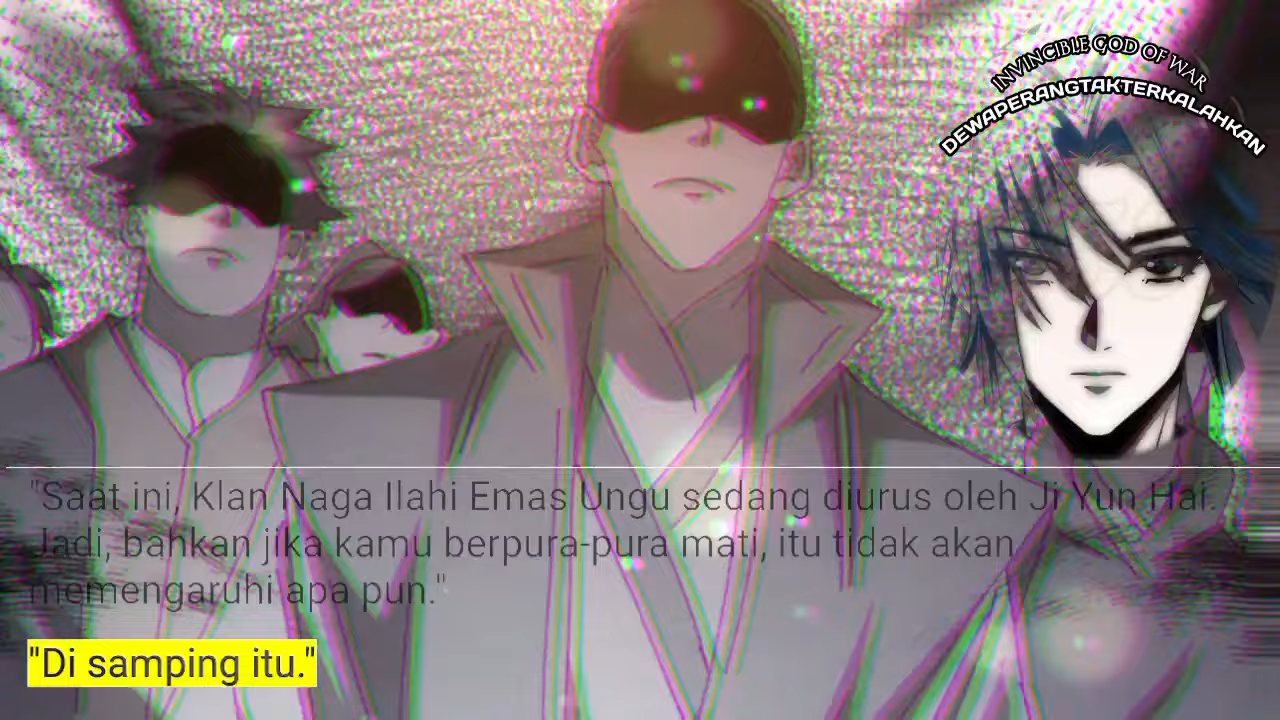 INVINCIBLE GOD OF WAR
DEWAPERANGTAKTERKALAHKAN
"Saat ini, Klan Naga Ilahi Emas Ungu sedang diurus oleh Ji Yun Hai.
Jadi, bahkan jika kamu berpura-pura mati, itu tidak akan
memengaruhi apa pun."
"Di samping itu."